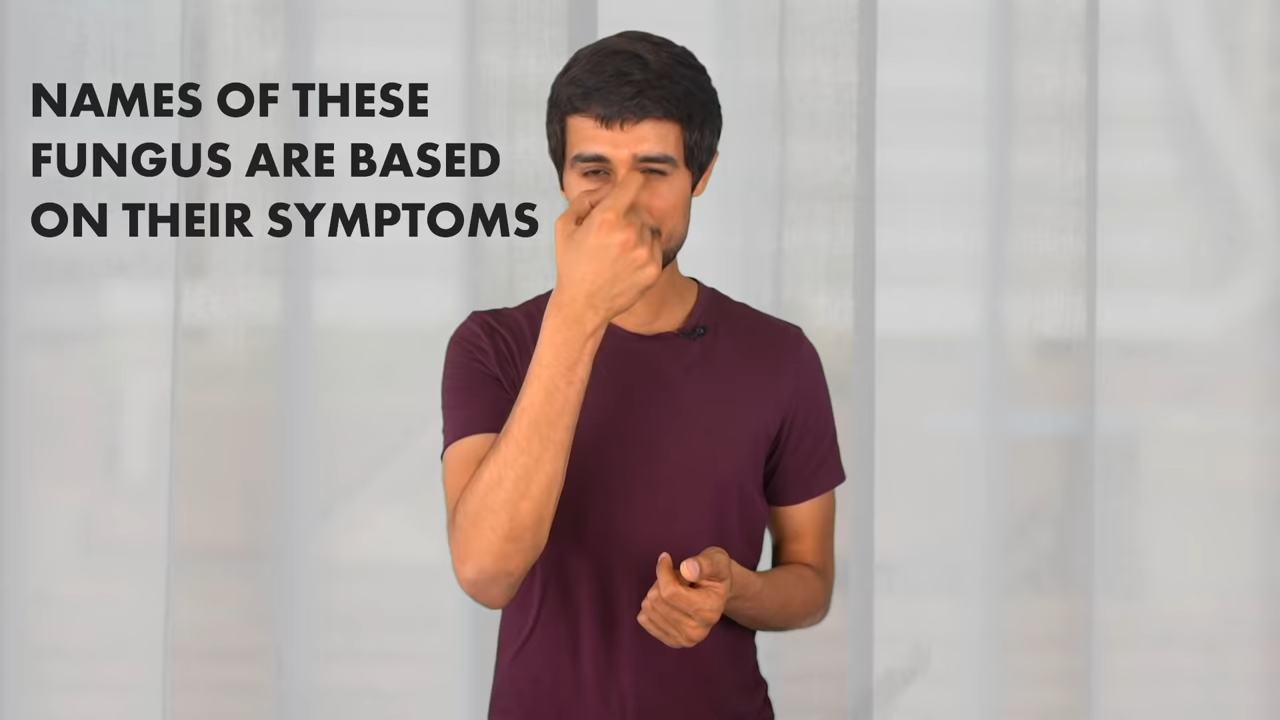 NAMES OF THESE
FUNGUS ARE BASED
ON THEIR SYMPTOMS